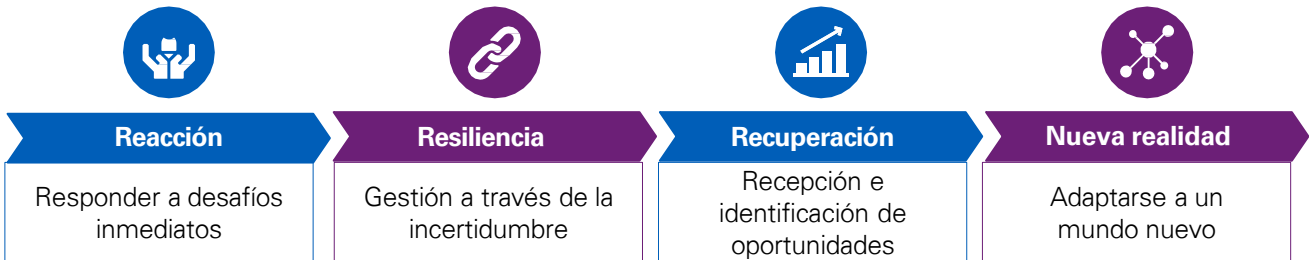 Reacción
Responder a desafíos
inmediatos
Resiliencia
Gestión a través de la
incertidumbre
Recuperación
Recepción e
identificación de
oportunidades
Nueva realidad
Adaptarse a un
mundo nuevo